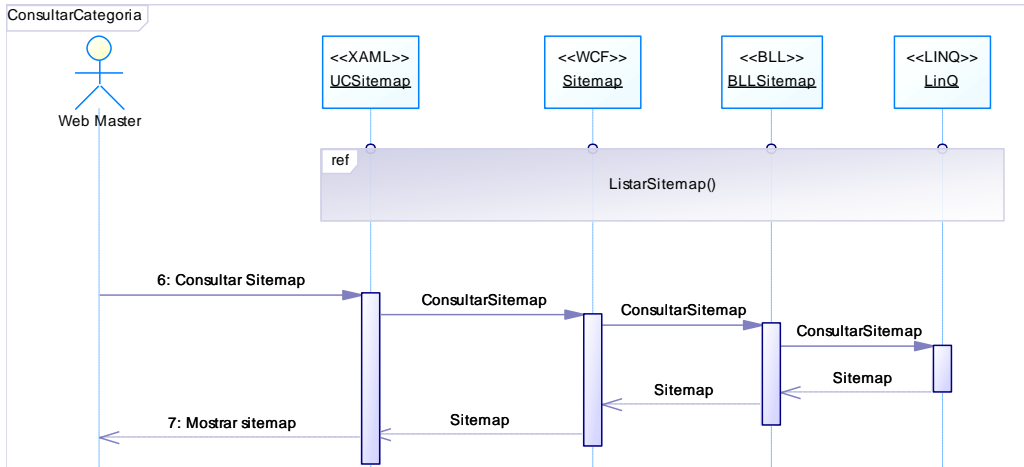 ConsultarCategoria
<<XAML>>
UCSitemap
<<WCF>>
Sitemap
<<BLL>>
BLLSitemap
<<LINQ>>
LinQ
Web Master
ref
ListarSitemap()
6: Consultar Sitemap
ConsultarSitemap
ConsultarSitemap
ConsultarSitemap
Sitemap
Sitemap
Sitemap
7: Mostrar sitemap